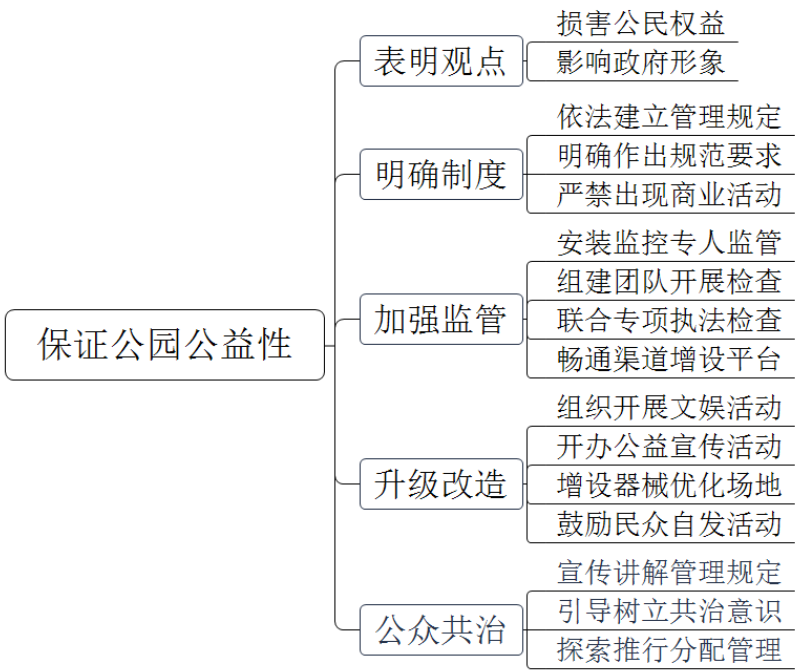 保证公园公益性
表明观点
损害公民权益
影响政府形象
明确制度
依法建立管理规定
明确作出规范要求
严禁出现商业活动
加强监管
安装监控专人监管
组建团队开展检查
联合专项执法检查
畅通渠道增设平台
升级改造
组织开展文娱活动
开办公益宣传活动
增设器械优化场地
鼓励民众自发活动
公众共治
宣传讲解管理规定
引导树立共治意识
探索推行分配管理